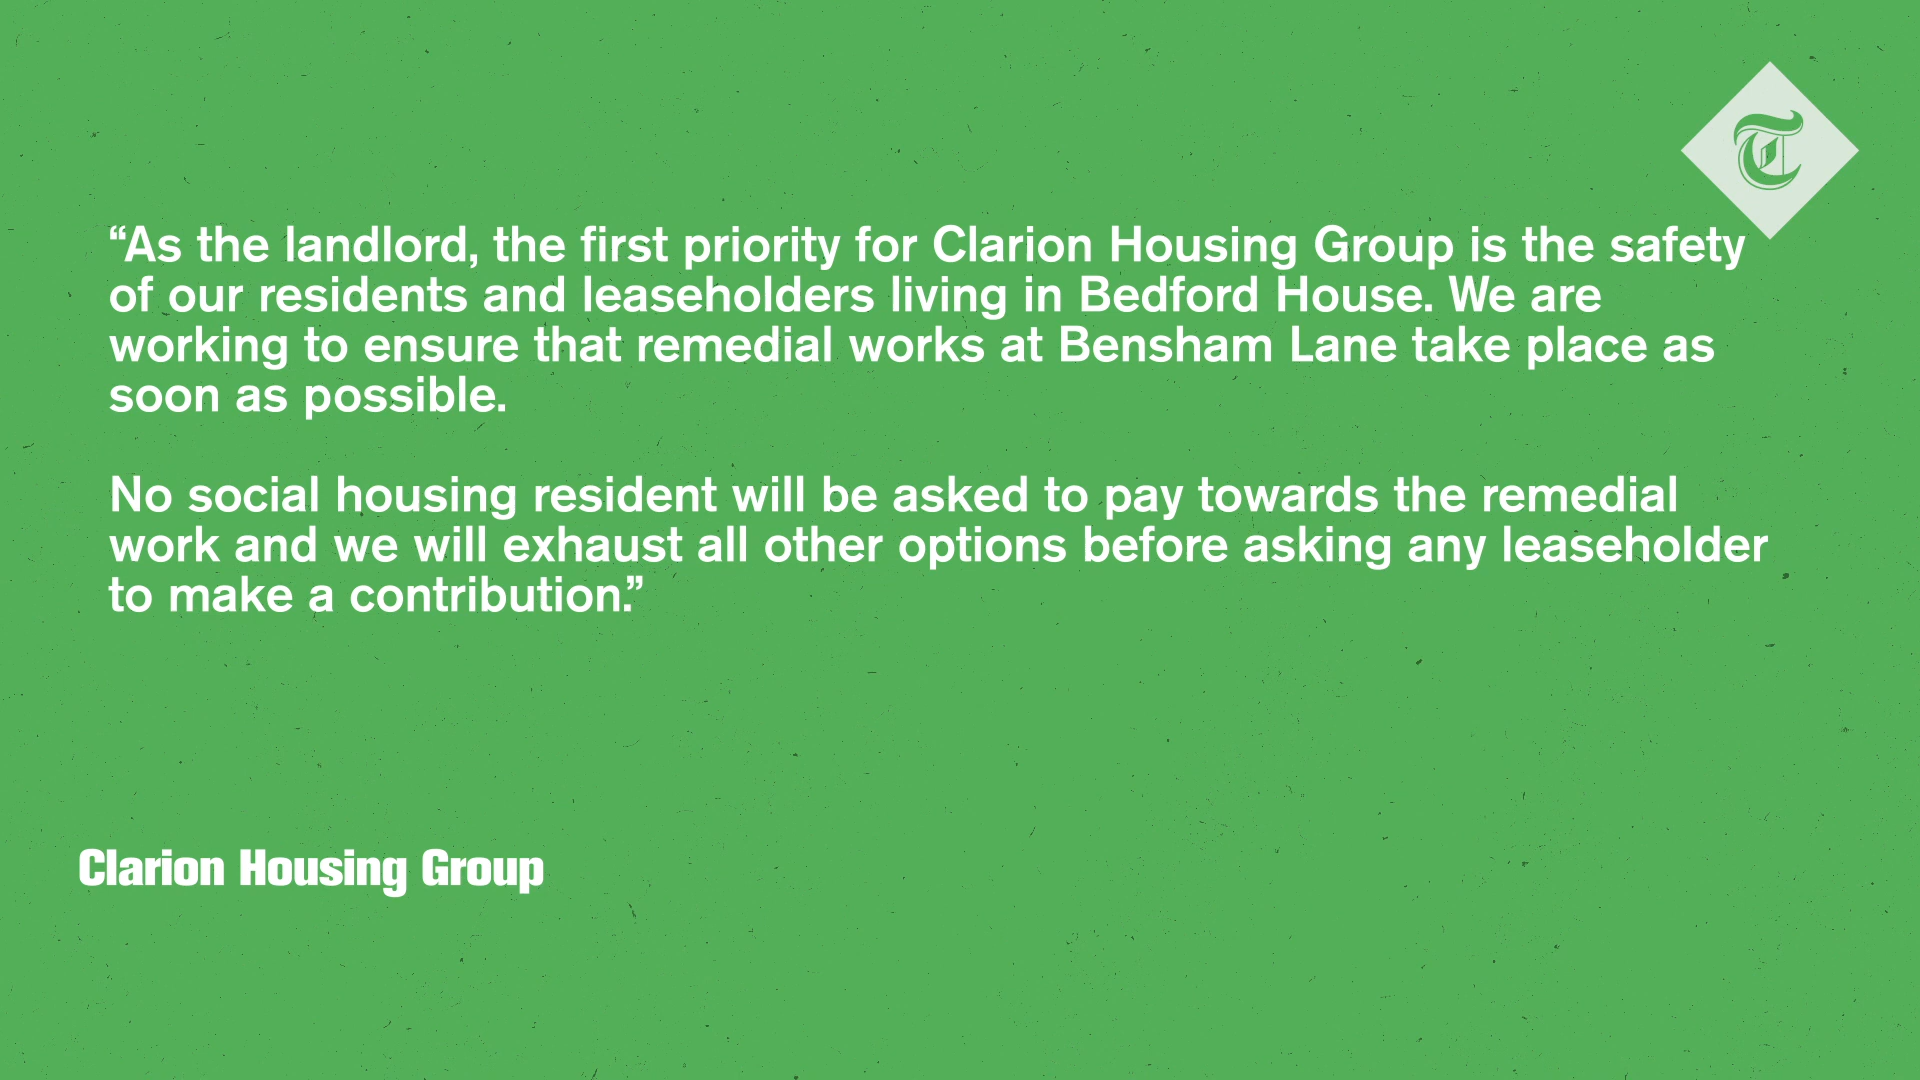 T
“As the landlord, the first priority for Clarion Housing Group is the safety
of our residents and leaseholders living in Bedford House. We are
working to ensure that remedial works at Bensham Lane take place as
soon as possible.
No social housing resident will be asked to pay towards the remedial
work and we will exhaust all other options before asking any leaseholder
to make a contribution.”
Clarion Housing Group